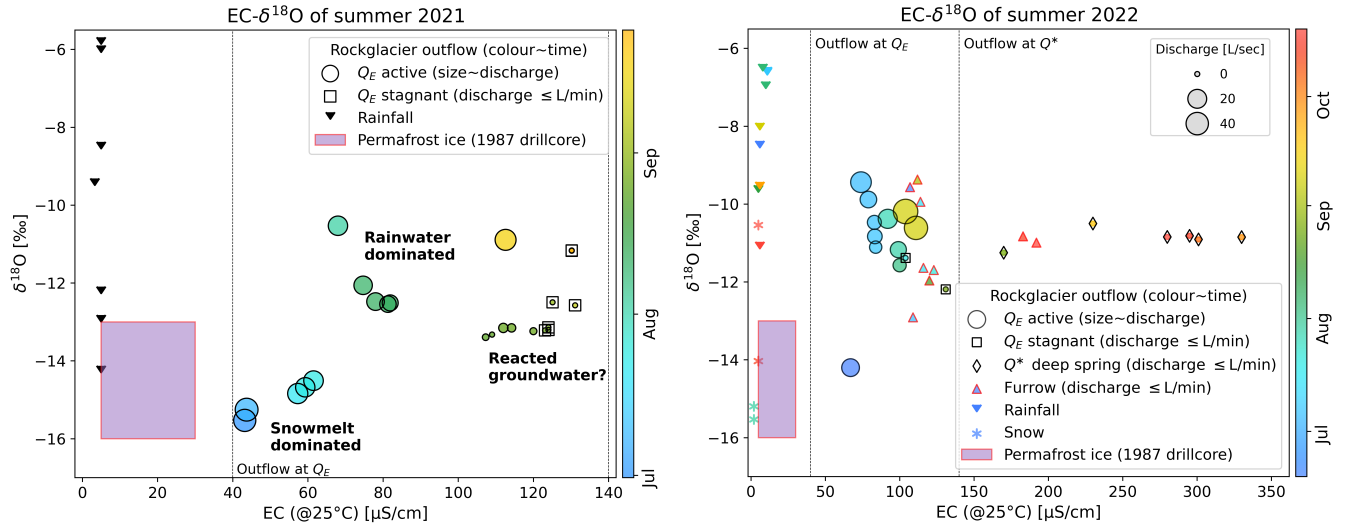 EC-δ¹⁸O of summer 2021
Rockglacier outflow (colour~time)
Q_E active (size~discharge)
Q_E stagnant (discharge ≤L/min)
Rainfall
Permafrost ice (1987 drillcore)
Rainwater
dominated
Reacted
groundwater?
Snowmelt
dominated
Outflow at Q_E
δ¹⁸O [‰]
−6
−8
−10
−12
−14
−16
0
20
40
60
80
100
120
140
EC (@25°C) [μS/cm]
Sep
Aug
Jul
EC-δ¹⁸O of summer 2022
Outflow at Q_E
Outflow at Q*
Discharge [L/sec]
0
20
40
Rockglacier outflow (colour~time)
Q_E active (size~discharge)
Q_E stagnant (discharge ≤L/min)
Q* deep spring (discharge ≤L/min)
Furrow (discharge ≤L/min)
Rainfall
Snow
Permafrost ice (1987 drillcore)
δ¹⁸O [‰]
−6
−8
−10
−12
−14
−16
0
50
100
150
200
250
300
350
EC (@25°C) [μS/cm]
Oct
Sep
Aug
Jul